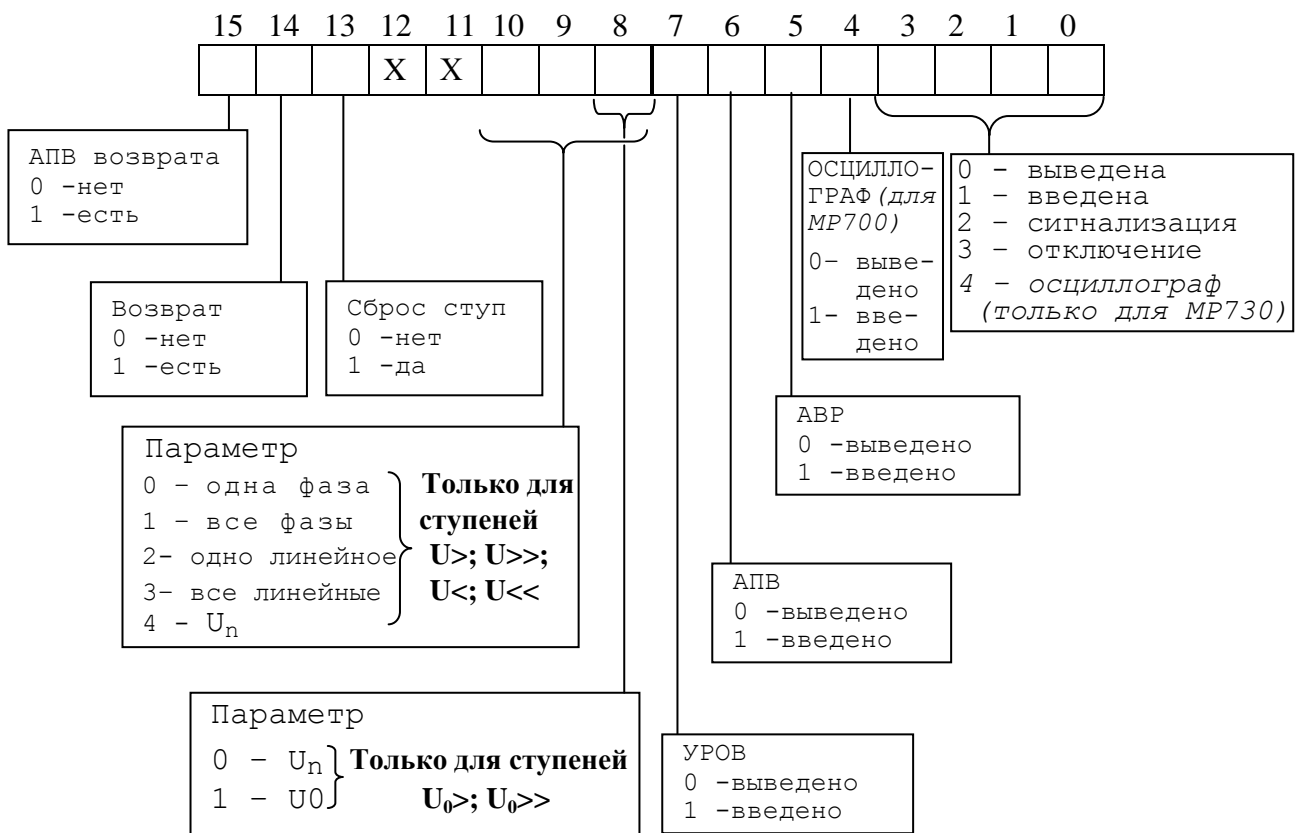 15 14 13 12 11 10 9 8 7 6 5 4 3 2 1 0
X X
АПВ возврата
0 -нет
1 -есть
Возврат
0 -нет
1 -есть
Сброс ступ
0 -нет
1 -да
ОСЦИЛЛО-
ГРАФ(для
МР700)
0– выве-
дено
1- вве-
дено
0 - выведена
1 – введена
2 – сигнализация
3 – отключение
4 – осциллограф
(только для МР730)
Параметр
0 – одна фаза
1 – все фазы
2- одно линейное
3– все линейные
4 - Un
Только для
ступеней
U>; U>>;
U<; U<<
АВР
0 -выведено
1 -введено
АПВ
0 -выведено
1 -введено
Параметр
0 – Un
1 – U0
Только для ступеней
U0>; U0>>
УРОВ
0 -выведено
1 -введено